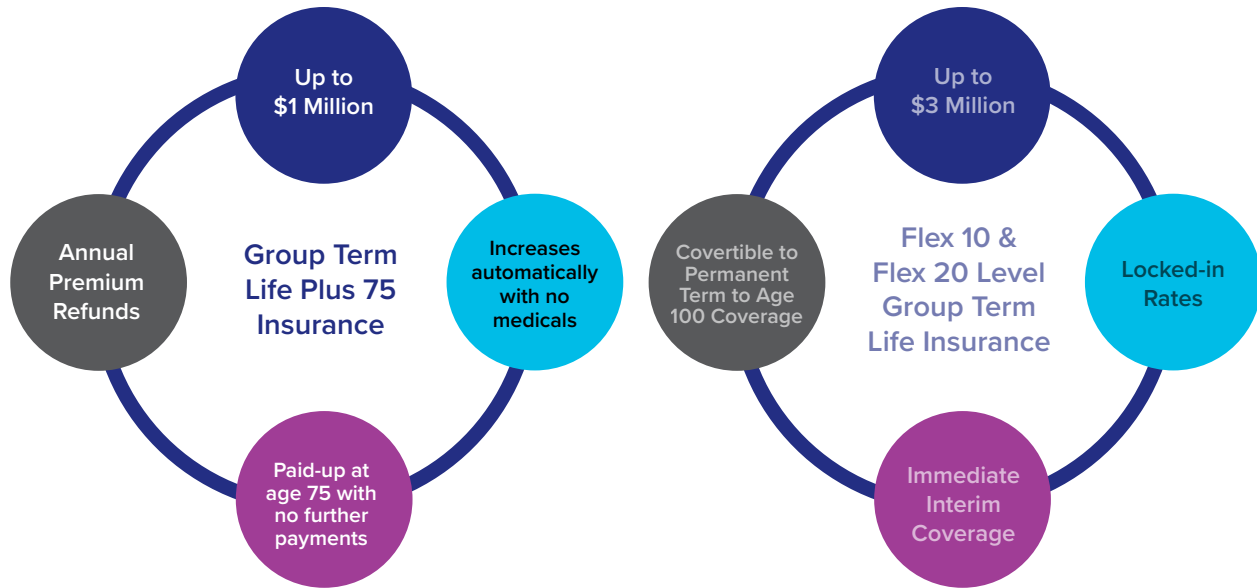 Up to
$1 Million
Annual
Premium
Refunds
Group Term
Life Plus 75
Insurance
Increases
automatically
with no
medicals
Paid-up at
age 75 with
no further
payments
Up to
$3 Million
Covertible to
Permanent
Term to Age
100 Coverage
Flex 10 &
Flex 20 Level
Group Term
Life Insurance
Locked-in
Rates
Immediate
Interim
Coverage